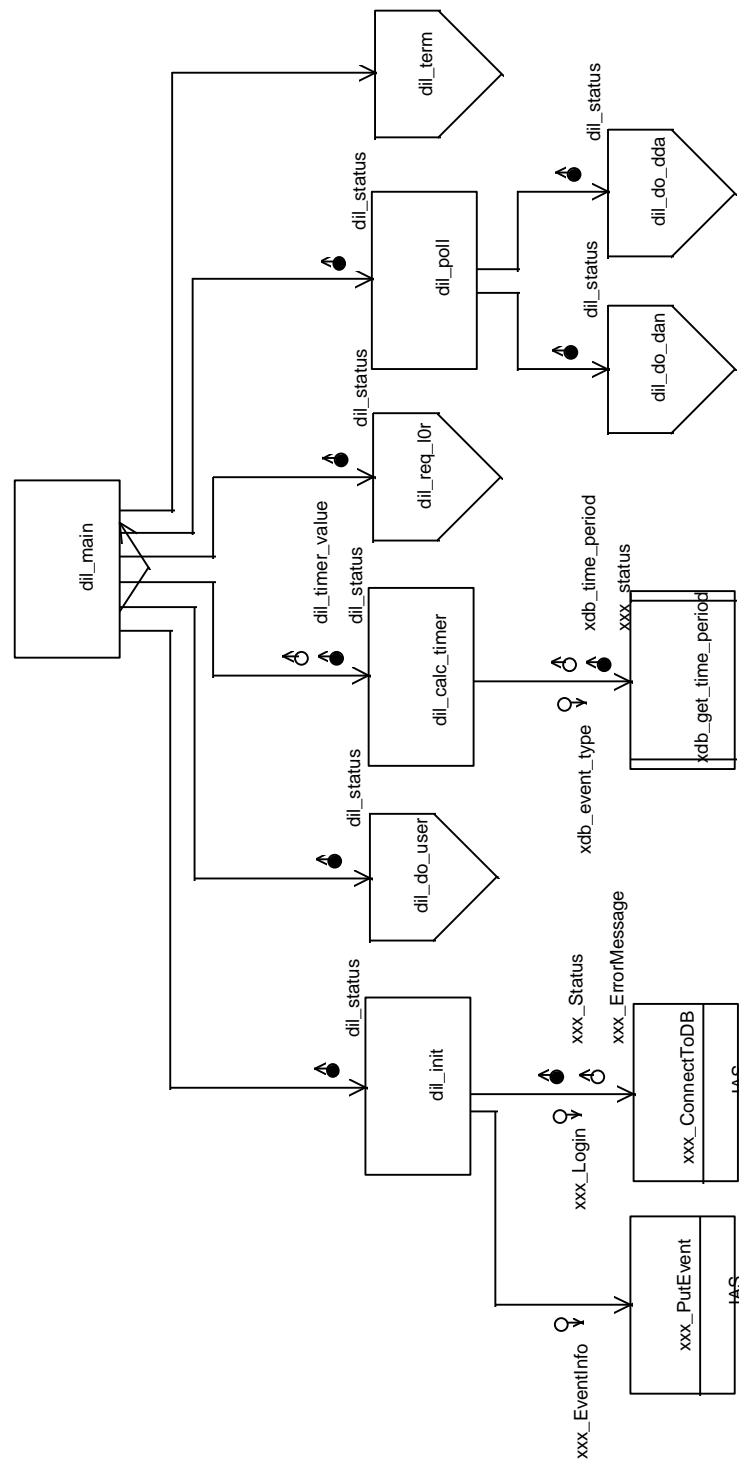 dil_main
dil_status
dil_init
dil_status
dil_do_user
dil_timer_value
dil_status
dil_calc_timer
dil_status
dil_req_l0r
dil_status
dil_poll
dil_term
xxx_EventInfo
xxx_PutEvent
xxx_Login
xxx_Status
xxx_ErrorMessage
xxx_ConnectToDB
xdb_event_type
xdb_time_period
xxx_status
xdb_get_time_period
dil_status
dil_do_dan
dil_status
dil_do_dda